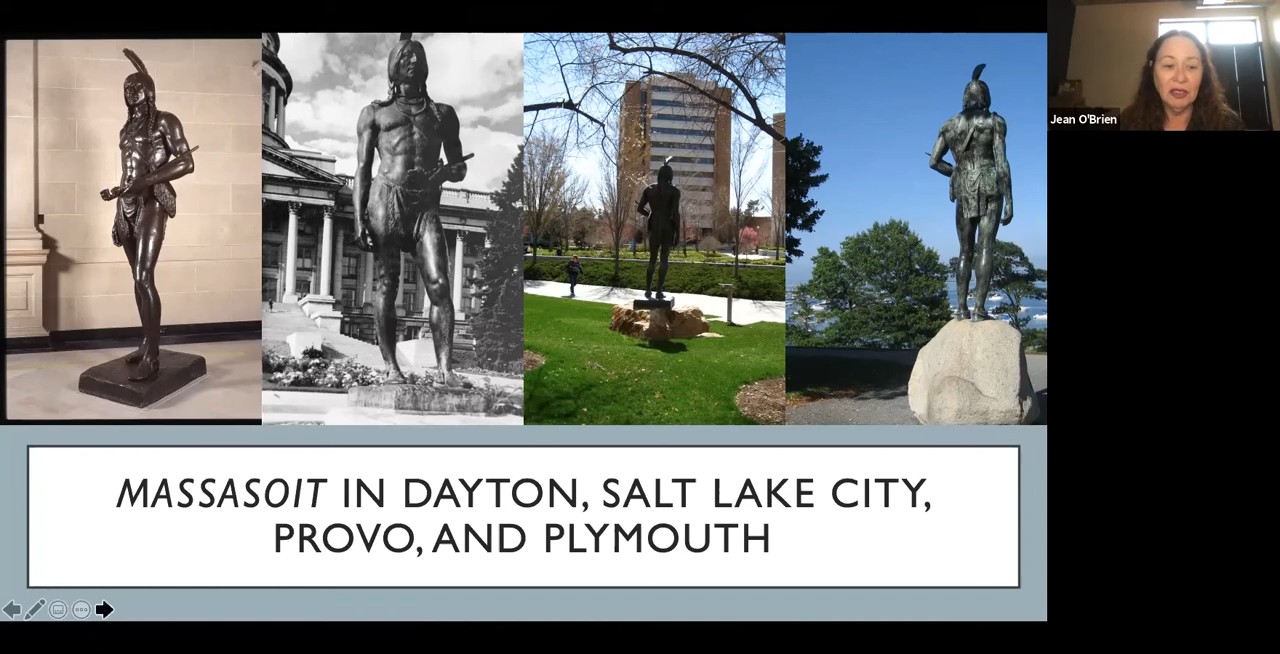 Jean O'Brien
MASSASOIT IN DAYTON, SALT LAKE CITY,
PROVO, AND PLYMOUTH